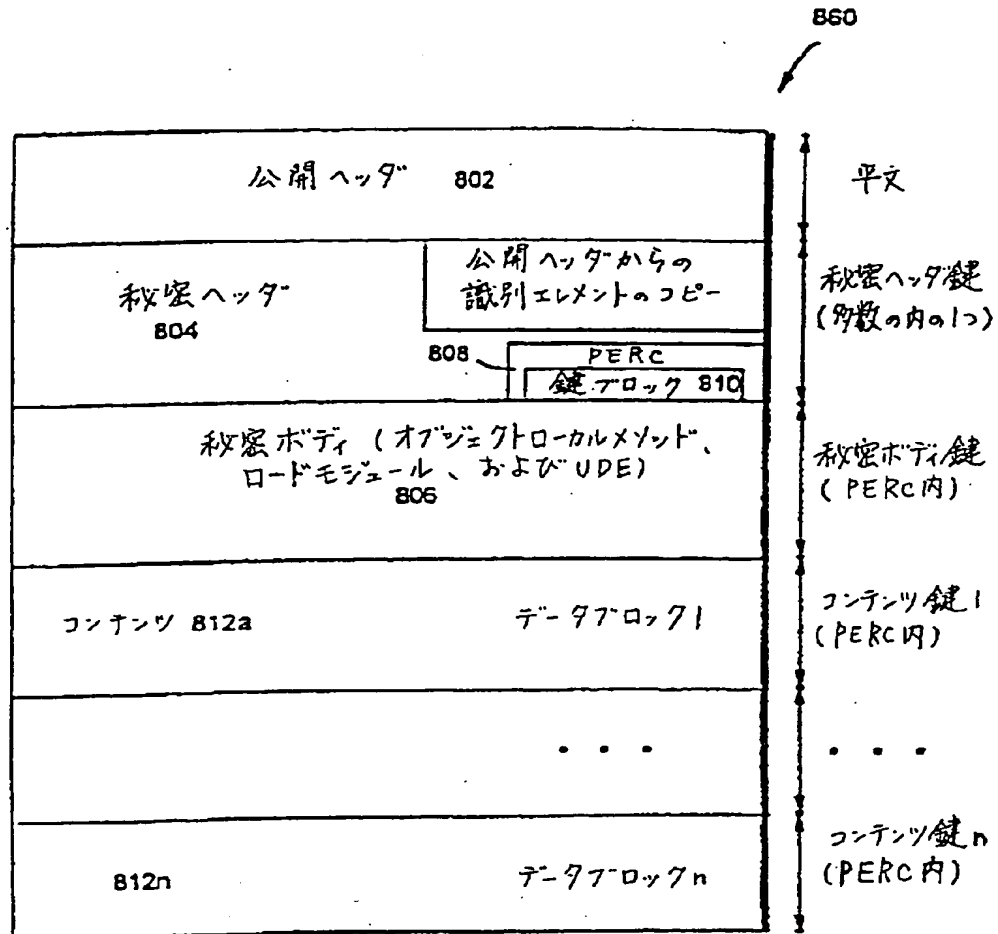 860
公開ヘッダ 802
平文
公開ヘッダからの
識別エレメントのコピー
秘密ヘッダ
804
秘密ヘッダ鍵
(多数の内の1つ)
808
PERC
鍵ブロック 810
秘密ボディ (オブジェクトローカルメソッド、
ロードモジュール、およびUDE)
806
秘密ボディ鍵
(PERC内)
コンテンツ 812a
データブロック1
コンテンツ鍵1
(PERC内)
・・・
・・・
812n
データブロックn
コンテンツ鍵n
(PERC内)